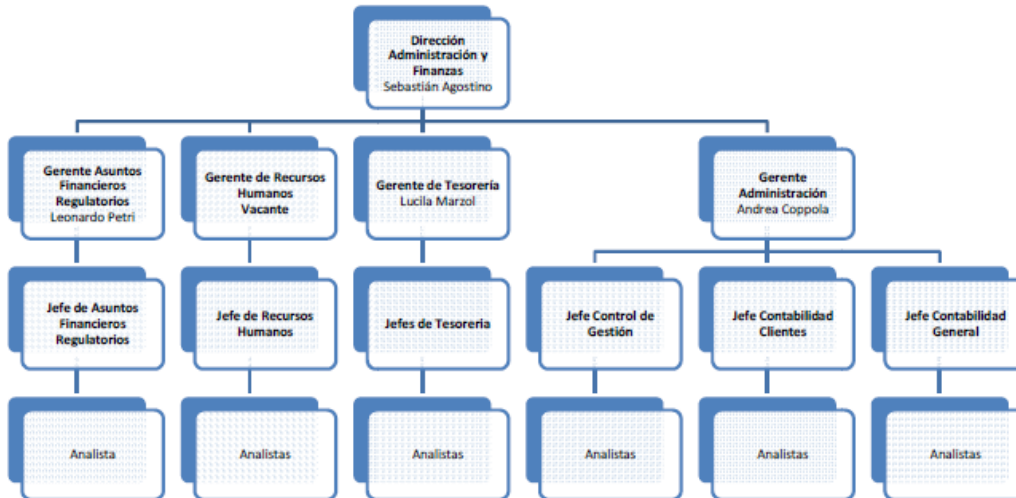 Dirección
Administración y
Finanzas
Sebastián Agostino
Gerente Asuntos
Financieros
Regulatorios
Leonardo Petri
Gerente de Recursos
Humanos
Vacante
Gerente de Tesorería
Lucila Marzol
Gerente
Administración
Andrea Coppola
Jefe de Asuntos
Financieros
Regulatorios
Jefe de Recursos
Humanos
Jefes de Tesoreria
Jefe Control de
Gestión
Jefe Contabilidad
Clientes
Jefe Contabilidad
General
Analista
Analistas
Analistas
Analistas
Analistas
Analistas